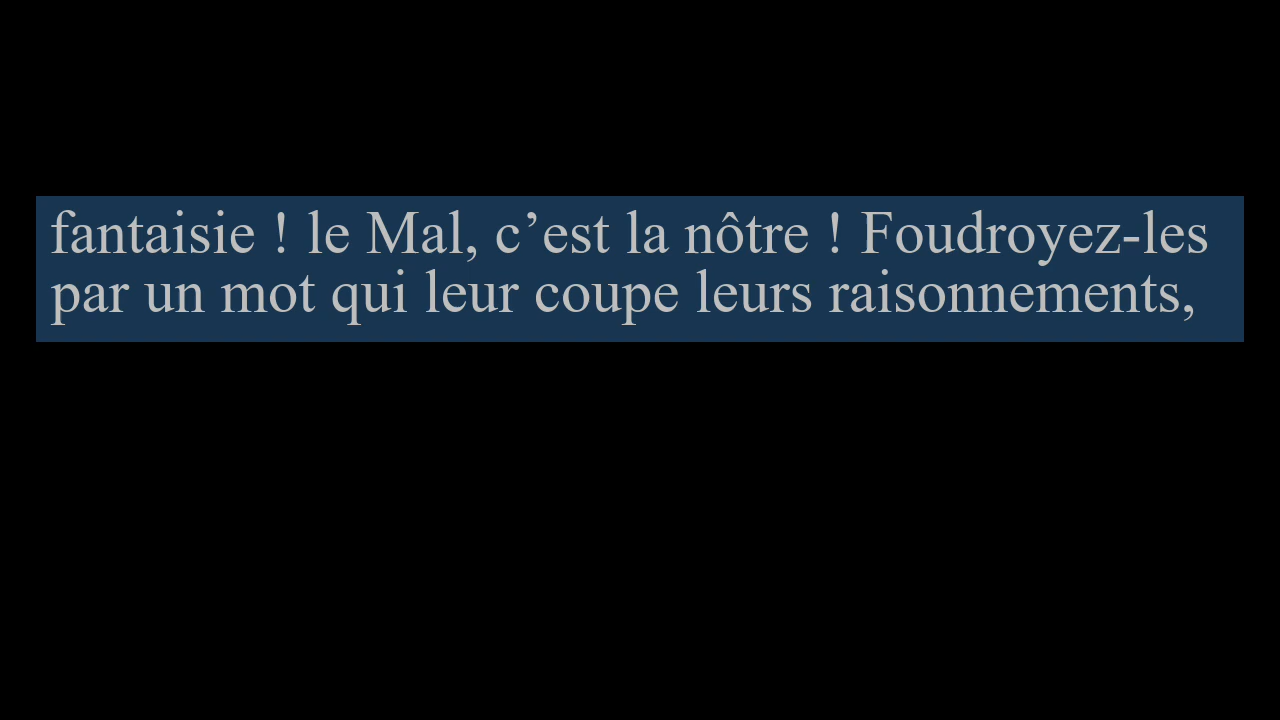 fantaisie ! le Mal, c’est la nôtre ! Foudroyez-les
par un mot qui leur coupe leurs raisonnements,